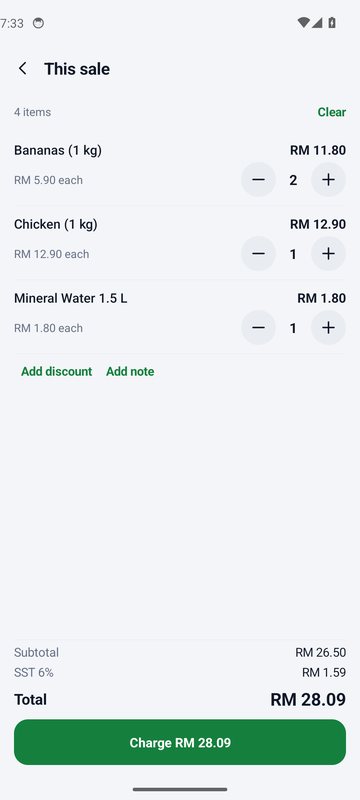 7:33
This sale
4 items
Clear
Bananas (1 kg)
RM 11.80
RM 5.90 each
2
Chicken (1 kg)
RM 12.90
RM 12.90 each
1
Mineral Water 1.5 L
RM 1.80
RM 1.80 each
1
Add discount
Add note
Subtotal
RM 26.50
SST 6%
RM 1.59
Total
RM 28.09
Charge RM 28.09